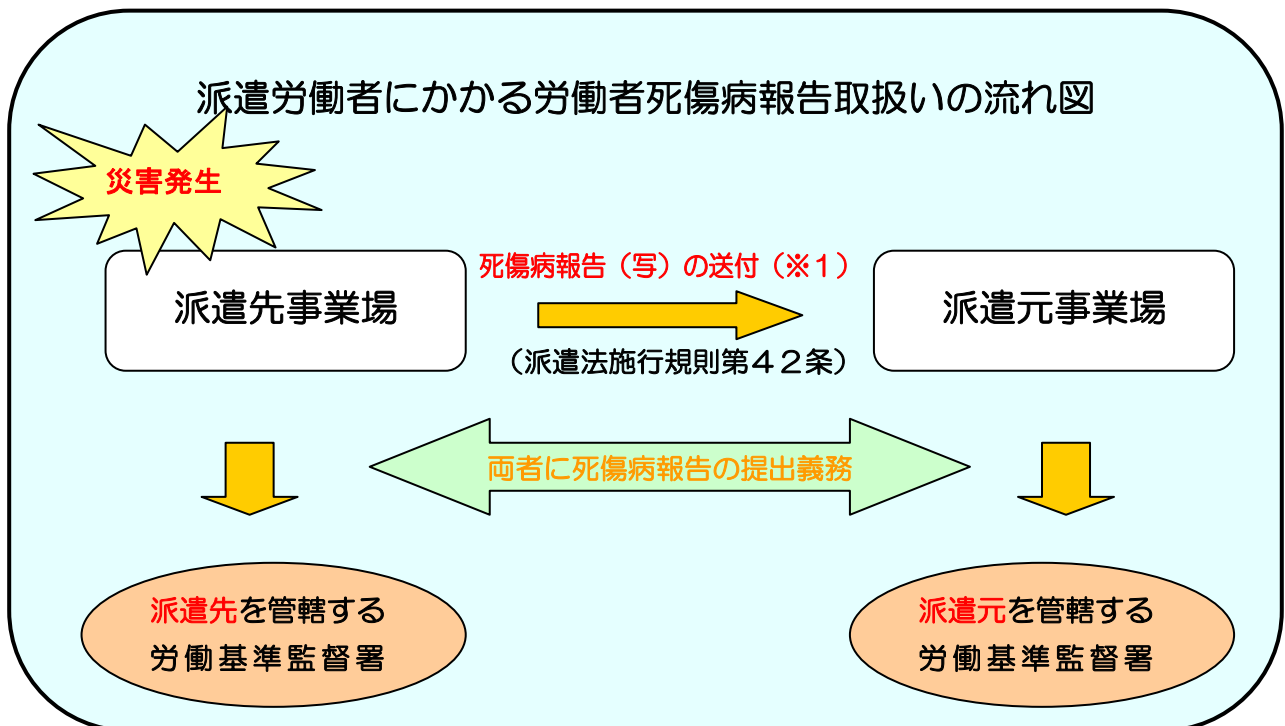 派遣労働者にかかる労働者死傷病報告取扱いの流れ図
災害発生
死傷病報告（写）の送付（※１）
派遣先事業場
派遣元事業場
（派遣法施行規則第４２条）
両者に死傷病報告の提出義務
派遣先を管轄する
労働基準監督署
派遣元を管轄する
労働基準監督署